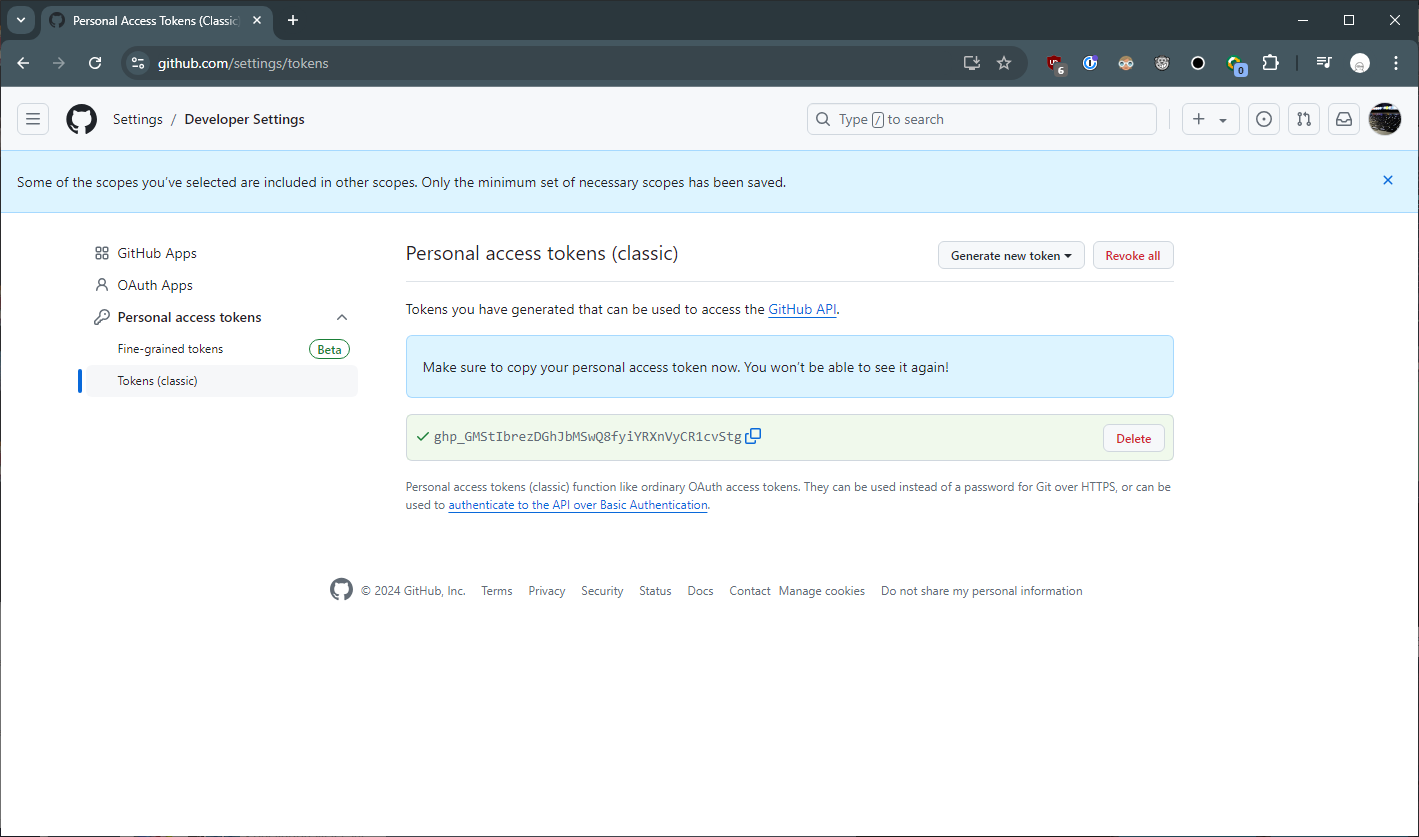 Personal Access Tokens (Classic)
github.com/settings/tokens
6
0
Settings / Developer Settings
Type / to search
Some of the scopes you've selected are included in other scopes. Only the minimum set of necessary scopes has been saved.
GitHub Apps
OAuth Apps
Personal access tokens
Fine-grained tokens Beta
Tokens (classic)
Personal access tokens (classic)
Generate new token
Revoke all
Tokens you have generated that can be used to access the GitHub API.
Make sure to copy your personal access token now. You won't be able to see it again!
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
Delete
Personal access tokens (classic) function like ordinary OAuth access tokens. They can be used instead of a password for Git over HTTPS, or can be
used to authenticate to the API over Basic Authentication.
© 2024 GitHub, Inc. Terms Privacy Security Status Docs Contact Manage cookies Do not share my personal information